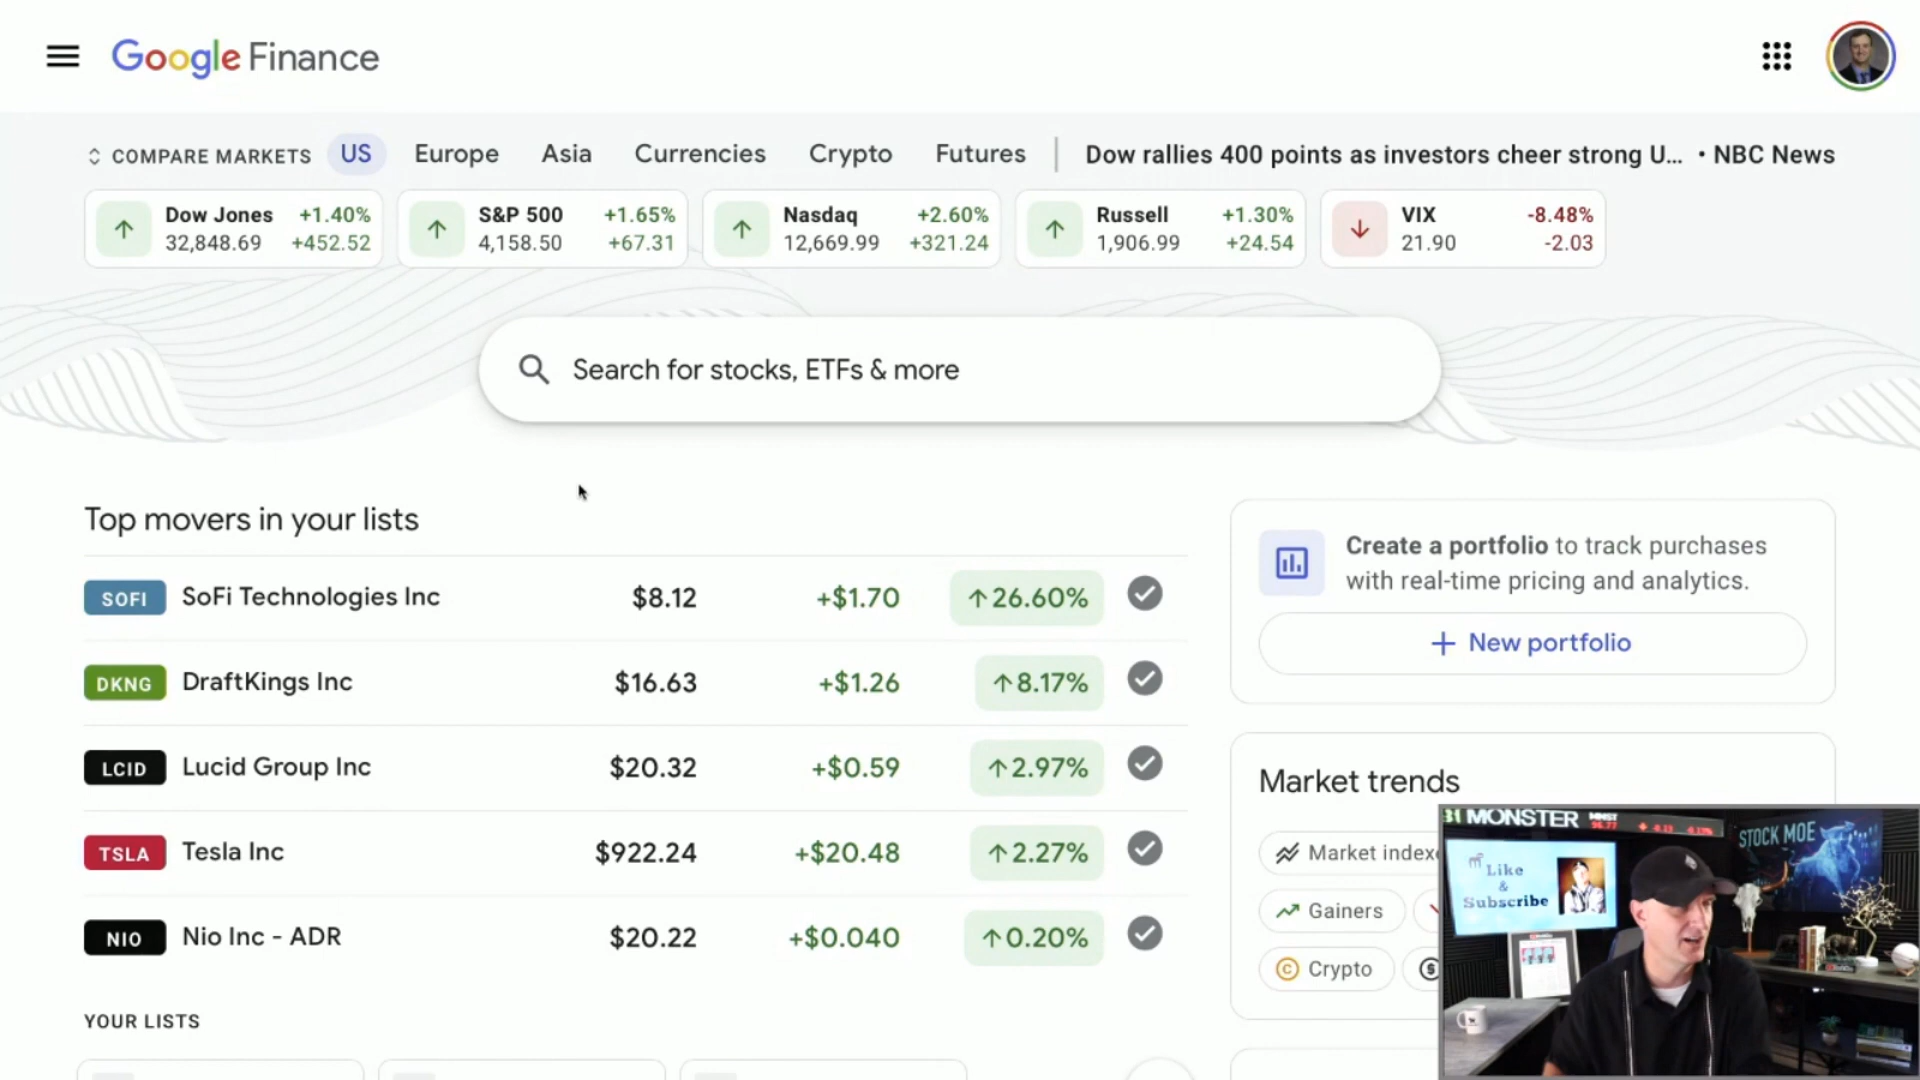 Google Finance
COMPARE MARKETS US Europe Asia Currencies Crypto Futures Dow rallies 400 points as investors cheer strong U... • NBC News
Dow Jones +1.40%
32,848.69 +452.52
S&P 500 +1.65%
4,158.50 +67.31
Nasdaq +2.60%
12,669.99 +321.24
Russell +1.30%
1,906.99 +24.54
VIX -8.48%
21.90 -2.03
Search for stocks, ETFs & more
Top movers in your lists
SOFI SoFi Technologies Inc $8.12 +$1.70 ↑26.60%
DKNG DraftKings Inc $16.63 +$1.26 ↑8.17%
LCID Lucid Group Inc $20.32 +$0.59 ↑2.97%
TSLA Tesla Inc $922.24 +$20.48 ↑2.27%
NIO Nio Inc - ADR $20.22 +$0.040 ↑0.20%
YOUR LISTS
Create a portfolio to track purchases
with real-time pricing and analytics.
+ New portfolio
Market trends
Market indexe
Gainers
Crypto
MONSTER MNST
STOCK MOE
Like
&
Subscribe